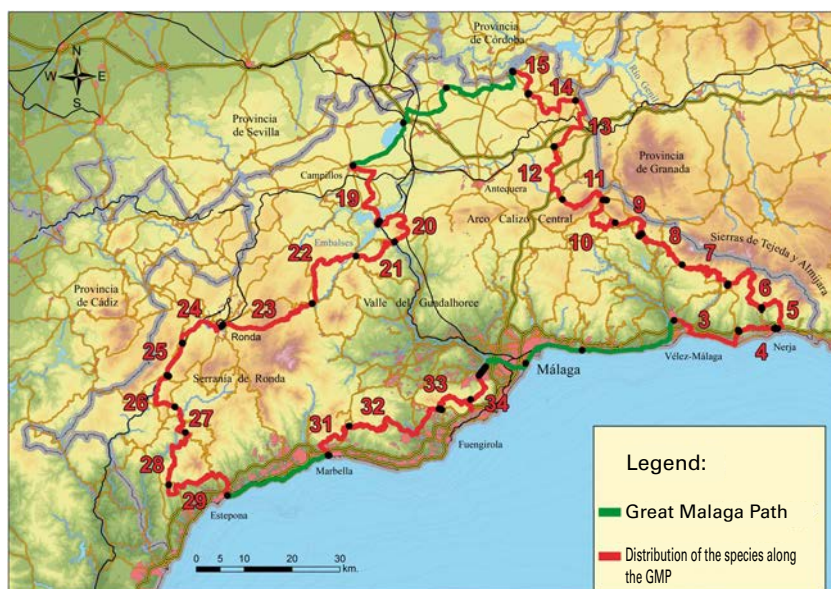 Provincia
de Córdoba
N
W
E
S
15
14
Río Genil
13
Provincia
de Sevilla
Provincia
de Granada
12
Campillos
Antequera
11
19
Arco Calizo Central
9
20
10
Sierras de Tejeda y Almijara
Embalses
8
22
21
7
Provincia
de Cádiz
6
24
23
Valle del Guadalhorce
5
Ronda
3
4
Vélez-Málaga
Nerja
25
Málaga
Serranía de Ronda
26
33
27
34
31
32
Fuengirola
28
Marbella
29
Estepona
0 5 10 20 30
km.
Legend:
Great Malaga Path
Distribution of the species along
the GMP